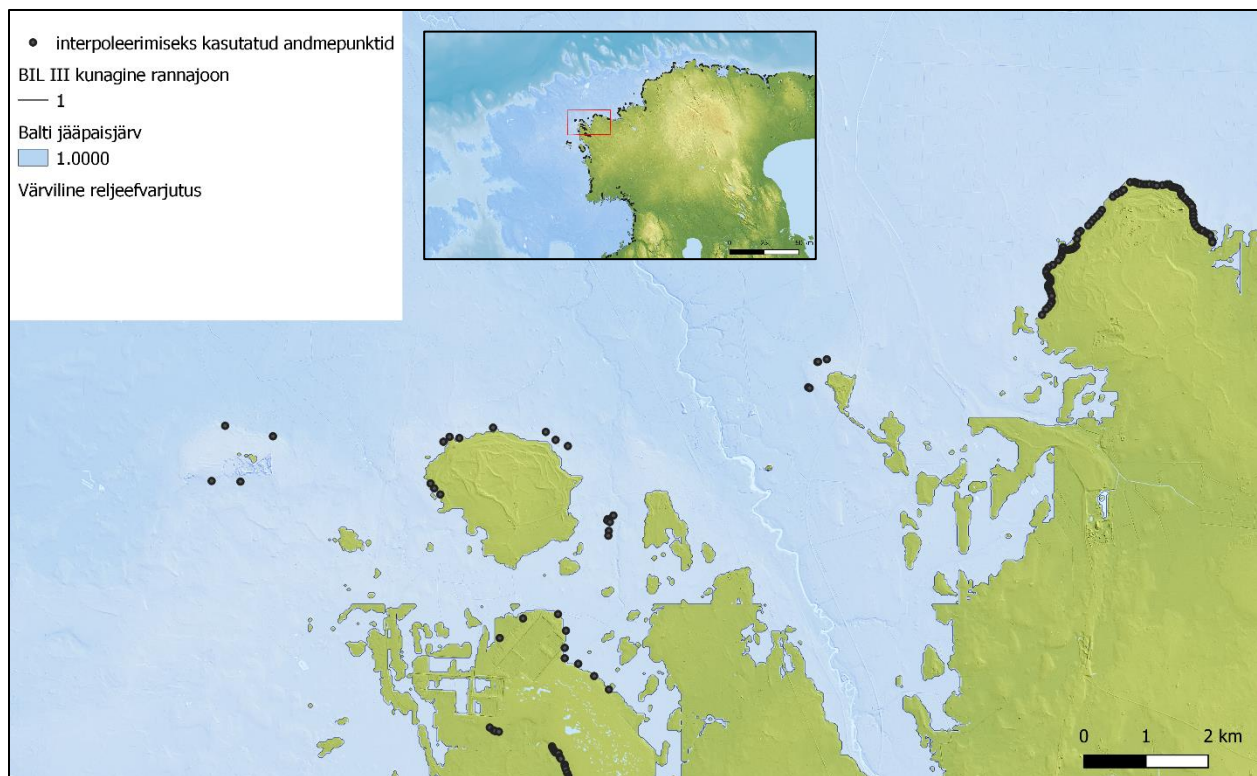 interpoleerimiseks kasutatud andmepunktid
BIL III kunagine rannajoon
1
Balti jääpaisjärv
1.0000
Värviline reljeefvarjutus
0 1 2 km